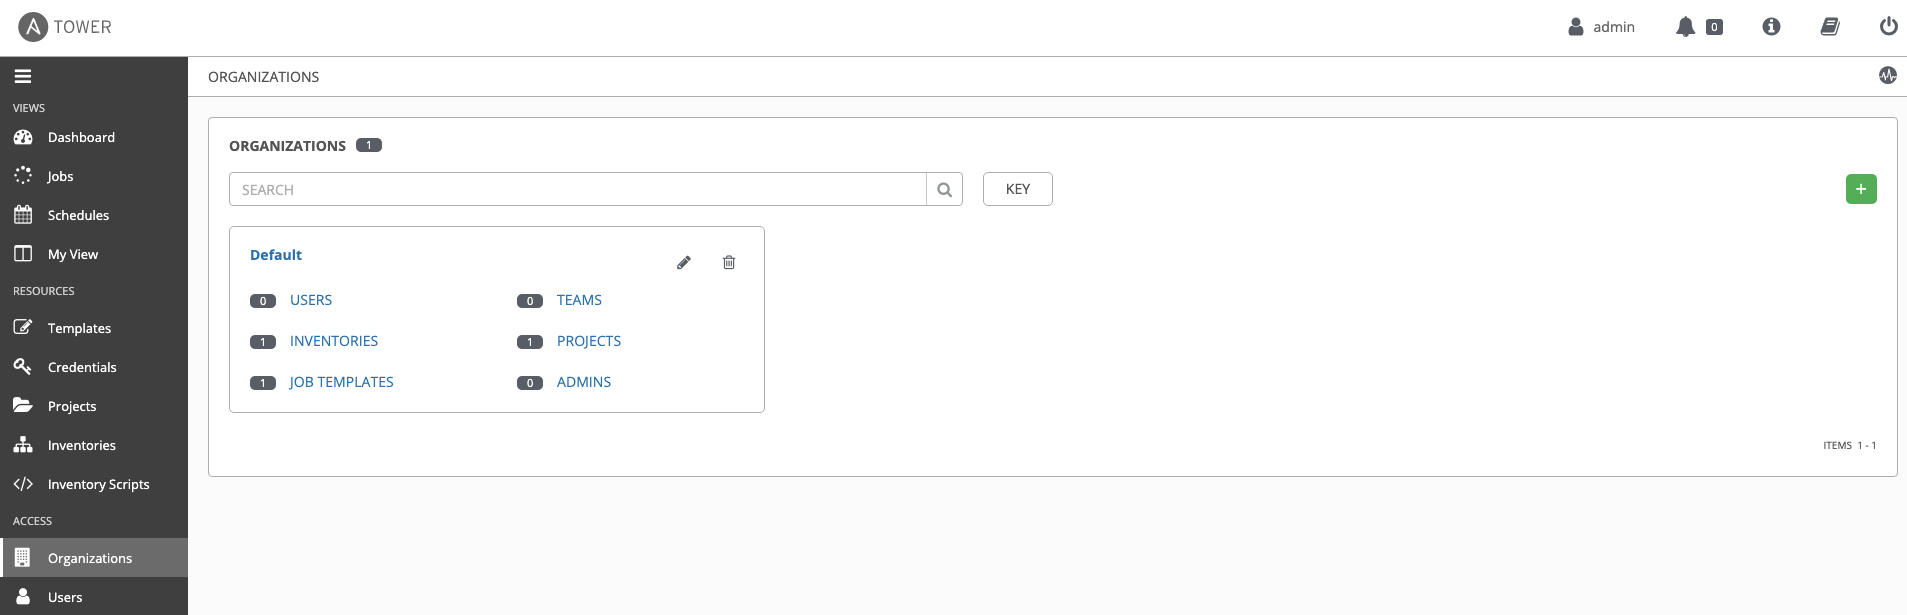 A TOWER
admin 0
ORGANIZATIONS
VIEWS
Dashboard
Jobs
Schedules
My View
RESOURCES
Templates
Credentials
Projects
Inventories
Inventory Scripts
ACCESS
Organizations
Users
ORGANIZATIONS 1
SEARCH KEY +
Default
0 USERS 0 TEAMS
1 INVENTORIES 1 PROJECTS
1 JOB TEMPLATES 0 ADMINS
ITEMS 1 - 1